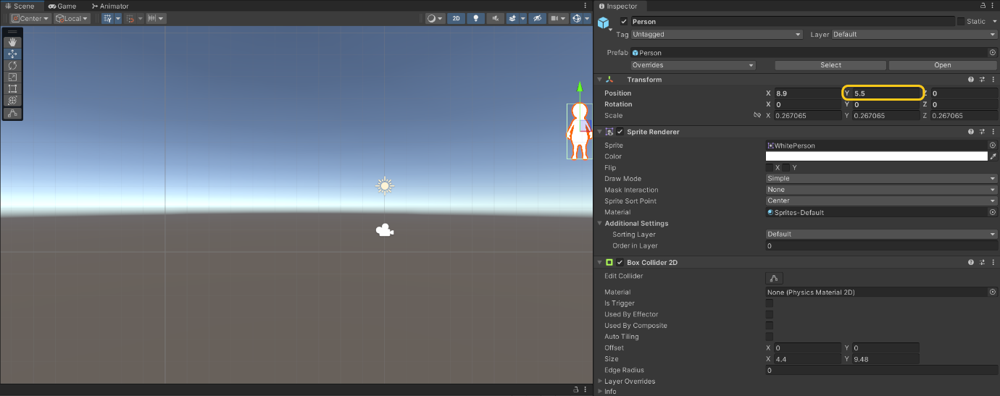 Scene Game Animator
Center Local 2D
Inspector
Person Static
Tag Untagged Layer Default
Prefab Person
Overrides Select Open
Transform
Position X 8.9 Y 5.5 Z 0
Rotation X 0 Y 0 Z 0
Scale X 0.267065 Y 0.267065 Z 0.267065
Sprite Renderer
Sprite WhitePerson
Color
Flip X Y
Draw Mode Simple
Mask Interaction None
Sprite Sort Point Center
Material Sprites-Default
Additional Settings
Sorting Layer Default
Order in Layer 0
Box Collider 2D
Edit Collider
Material None (Physics Material 2D)
Is Trigger
Used By Effector
Used By Composite
Auto Tiling
Offset X 0 Y 0
Size X 4.4 Y 9.48
Edge Radius 0
Layer Overrides
Info